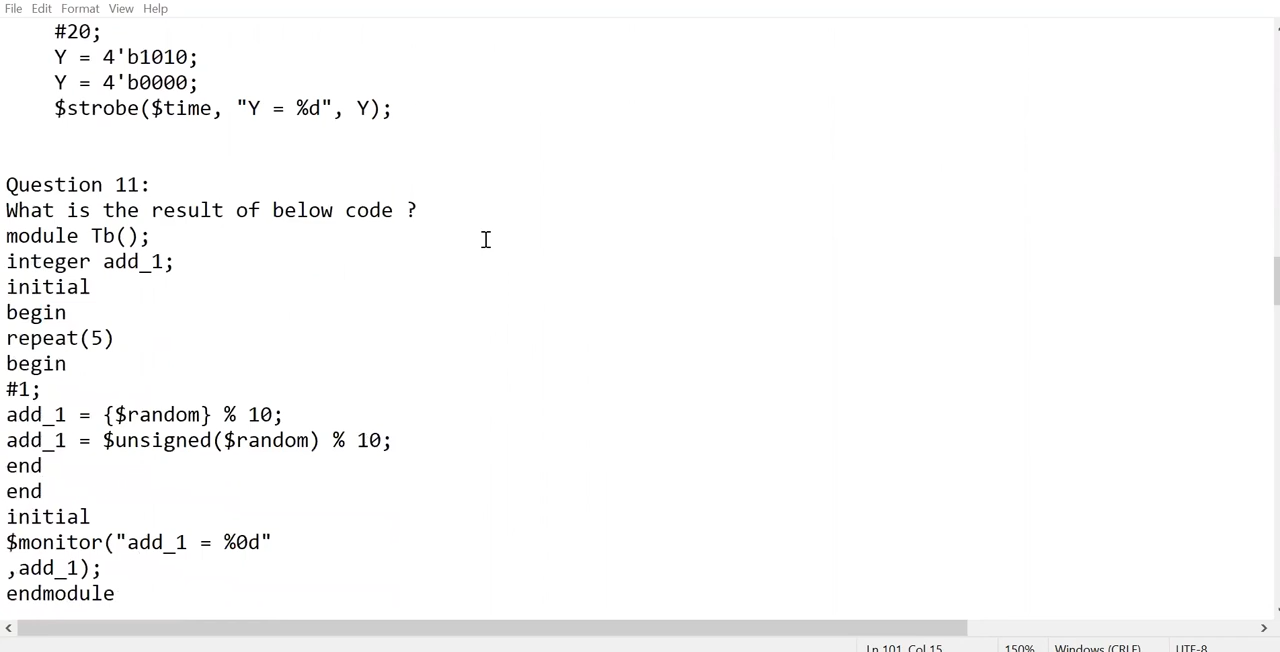 File Edit Format View Help
#20;
Y = 4'b1010;
Y = 4'b0000;
$strobe($time, "Y = %d", Y);
Question 11:
What is the result of below code ?
module Tb();
integer add_1;
initial
begin
repeat(5)
begin
#1;
add_1 = {$random} % 10;
add_1 = $unsigned($random) % 10;
end
end
initial
$monitor("add_1 = %0d"
,add_1);
endmodule
Ln 101, Col 15 150% Windows (CRLF) UTF-8